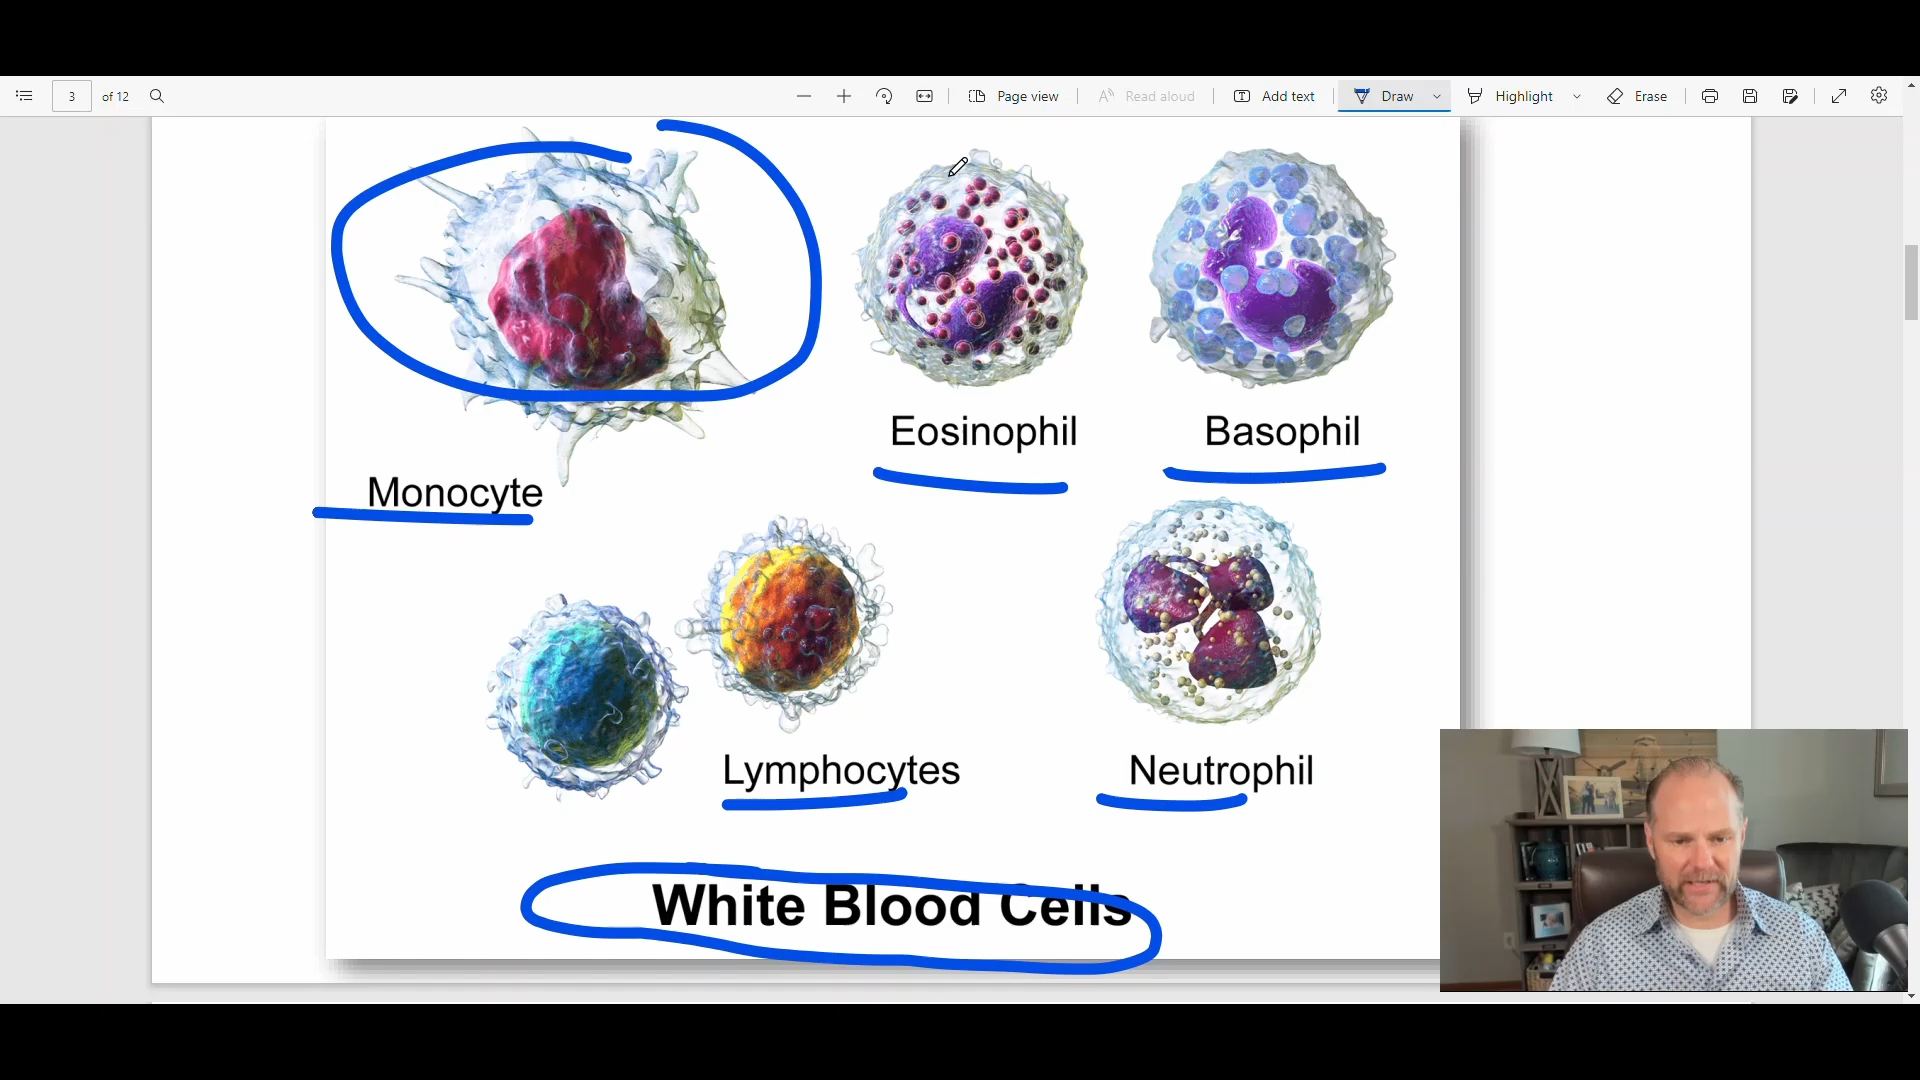 3 of 12 Page view Read aloud Add text Draw Highlight Erase
Eosinophil Basophil
Monocyte
Lymphocytes Neutrophil
White Blood Cells